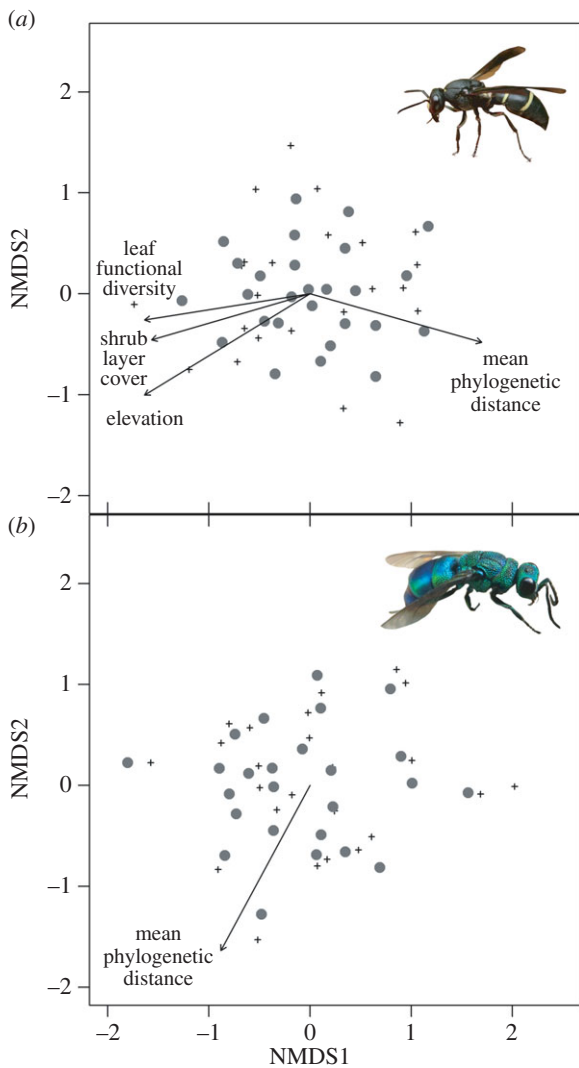 (a)
2
1
0
–1
–2
NMDS2
leaf
functional
diversity
shrub
layer
cover
elevation
mean
phylogenetic
distance
(b)
2
1
0
–1
–2
NMDS2
mean
phylogenetic
distance
–2 –1 0 1 2
NMDS1